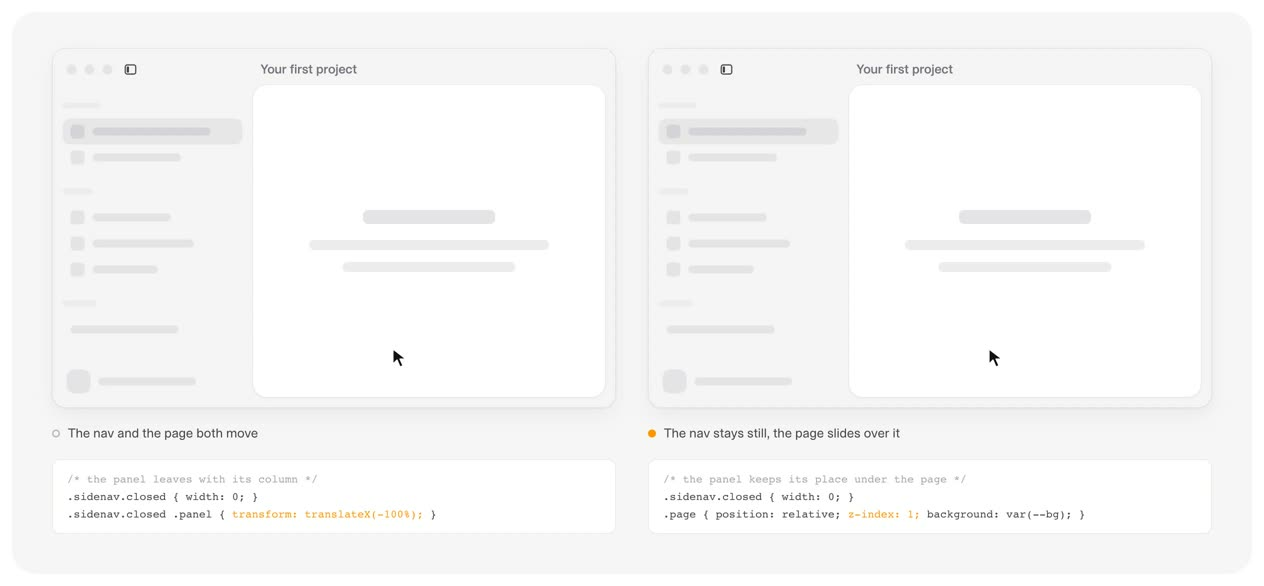 Your first project
Your first project
The nav and the page both move
The nav stays still, the page slides over it
/* the panel leaves with its column */
.sidenav.closed { width: 0; }
.sidenav.closed .panel { transform: translateX(-100%); }
/* the panel keeps its place under the page */
.sidenav.closed { width: 0; }
.page { position: relative; z-index: 1; background: var(--bg); }